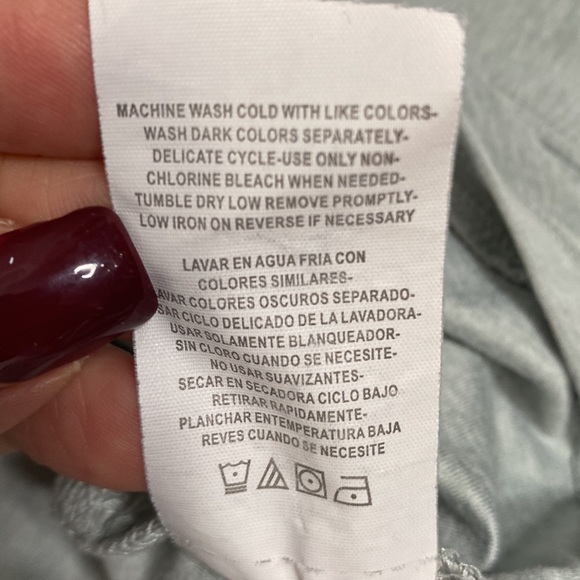 MACHINE WASH COLD WITH LIKE COLORS-
WASH DARK COLORS SEPARATELY-
DELICATE CYCLE-USE ONLY NON-
CHLORINE BLEACH WHEN NEEDED-
TUMBLE DRY LOW REMOVE PROMPTLY-
LOW IRON ON REVERSE IF NECESSARY
LAVAR EN AGUA FRIA CON
COLORES SIMILARES-
COLORES OSCUROS SEPARADO-
CICLO DELICADO DE LA LAVADORA-
USAR SOLAMENTE BLANQUEADOR-
SIN CLORO CUANDO SE NECESITE-
NO USAR SUAVIZANTES-
SECAR EN SECADORA CICLO BAJO
RETIRAR RAPIDAMENTE-
PLANCHAR ENTEMPERATURA BAJA
REVES CUANDO SE NECESITE